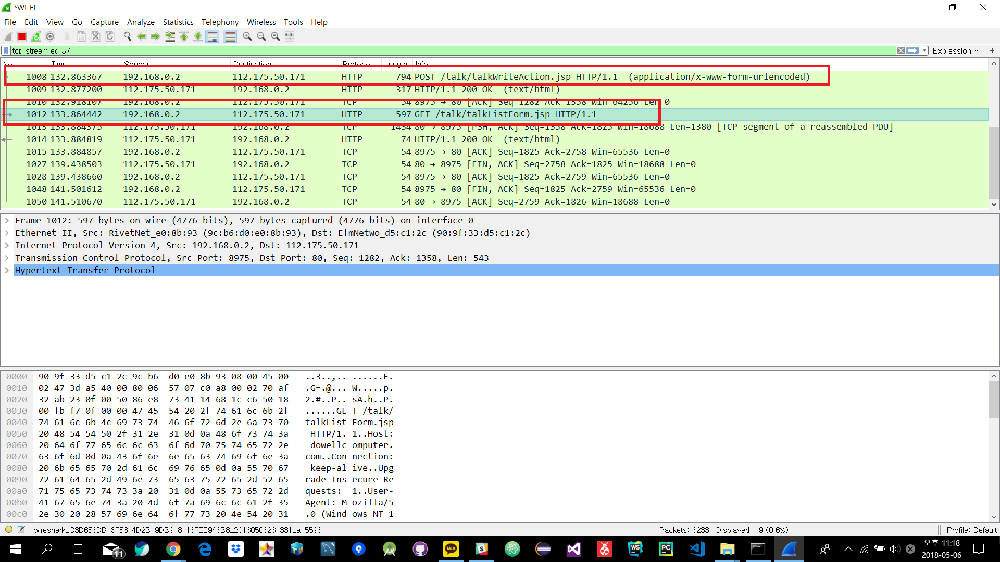 *Wi-Fi
File Edit View Go Capture Analyze Statistics Telephony Wireless Tools Help
tcp.stream eq 37 Expression… +
No. Time Source Destination Protocol Length Info
1008 132.863367 192.168.0.2 112.175.50.171 HTTP 794 POST /talk/talkWriteAction.jsp HTTP/1.1 (application/x-www-form-urlencoded)
1009 132.877200 112.175.50.171 192.168.0.2 HTTP 317 HTTP/1.1 200 OK (text/html)
1010 132.918107 192.168.0.2 112.175.50.171 TCP 54 8975 → 80 [ACK] Seq=1282 Ack=1358 Win=64256 Len=0
1012 133.864442 192.168.0.2 112.175.50.171 HTTP 597 GET /talk/talkListForm.jsp HTTP/1.1
1013 133.884375 112.175.50.171 192.168.0.2 TCP 1434 80 → 8975 [PSH, ACK] Seq=1358 Ack=1825 Win=18688 Len=1380 [TCP segment of a reassembled PDU]
1014 133.884819 112.175.50.171 192.168.0.2 HTTP 74 HTTP/1.1 200 OK (text/html)
1015 133.884857 192.168.0.2 112.175.50.171 TCP 54 8975 → 80 [ACK] Seq=1825 Ack=2758 Win=65536 Len=0
1027 139.438503 112.175.50.171 192.168.0.2 TCP 54 80 → 8975 [FIN, ACK] Seq=2758 Ack=1825 Win=18688 Len=0
1028 139.438660 192.168.0.2 112.175.50.171 TCP 54 8975 → 80 [ACK] Seq=1825 Ack=2759 Win=65536 Len=0
1048 141.501612 192.168.0.2 112.175.50.171 TCP 54 8975 → 80 [FIN, ACK] Seq=1825 Ack=2759 Win=65536 Len=0
1050 141.510670 112.175.50.171 192.168.0.2 TCP 54 80 → 8975 [ACK] Seq=2759 Ack=1826 Win=18688 Len=0
Frame 1012: 597 bytes on wire (4776 bits), 597 bytes captured (4776 bits) on interface 0
Ethernet II, Src: RivetNet_e0:8b:93 (9c:b6:d0:e0:8b:93), Dst: EfmNetwo_d5:c1:2c (90:9f:33:d5:c1:2c)
Internet Protocol Version 4, Src: 192.168.0.2, Dst: 112.175.50.171
Transmission Control Protocol, Src Port: 8975, Dst Port: 80, Seq: 1282, Ack: 1358, Len: 543
Hypertext Transfer Protocol
0000 90 9f 33 d5 c1 2c 9c b6 d0 e0 8b 93 08 00 45 00 ..3..,.. ......E.
0010 02 47 3d a5 40 00 80 06 57 07 c0 a8 00 02 70 af .G=.@... W.....p.
0020 32 ab 23 0f 00 50 86 e8 73 41 14 68 1c c6 50 18 2.#..P.. sA.h..P.
0030 00 fb f7 0f 00 00 47 45 54 20 2f 74 61 6c 6b 2f ......GE T /talk/
0040 74 61 6c 6b 4c 69 73 74 46 6f 72 6d 2e 6a 73 70 talkList Form.jsp
0050 20 48 54 54 50 2f 31 2e 31 0d 0a 48 6f 73 74 3a HTTP/1. 1..Host:
0060 20 64 6f 77 65 6c 6c 63 6f 6d 70 75 74 65 72 2e dowellc omputer.
0070 63 6f 6d 0d 0a 43 6f 6e 6e 65 63 74 69 6f 6e 3a com..Con nection:
0080 20 6b 65 65 70 2d 61 6c 69 76 65 0d 0a 55 70 67 keep-al ive..Upg
0090 72 61 64 65 2d 49 6e 73 65 63 75 72 65 2d 52 65 rade-Ins ecure-Re
00a0 71 75 65 73 74 73 3a 20 31 0d 0a 55 73 65 72 2d quests: 1..User-
00b0 41 67 65 6e 74 3a 20 4d 6f 7a 69 6c 6c 61 2f 35 Agent: M ozilla/5
00c0 2e 30 20 28 57 69 6e 64 6f 77 73 20 4e 54 20 31 .0 (Wind ows NT 1
wireshark_C3D656DB-3F53-4D2B-9DB9-8113FEE943B8_20180506231331_a15596 Packets: 3233 · Displayed: 19 (0.6%) Profile: Default
11 TALK S WS PC 오후 11:18
2018-05-06